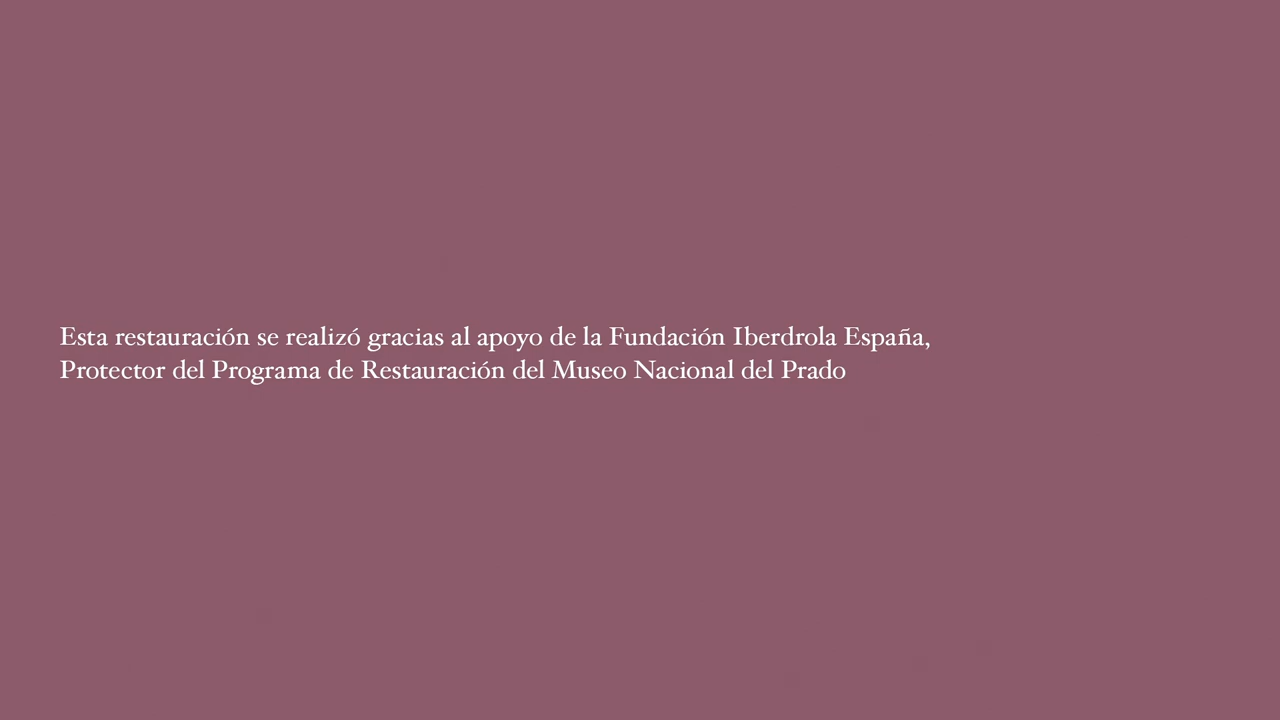 Esta restauración se realizó gracias al apoyo de la Fundación Iberdrola España,
Protector del Programa de Restauración del Museo Nacional del Prado